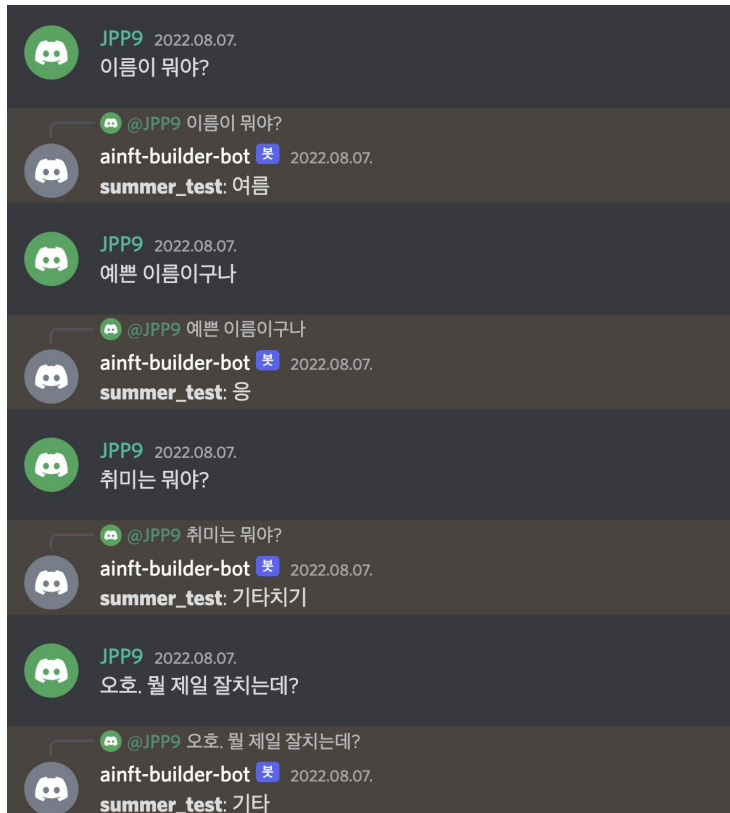 JPP9 2022.08.07.
이름이 뭐야?
@JPP9 이름이 뭐야?
ainft-builder-bot 봇 2022.08.07.
summer_test: 여름
JPP9 2022.08.07.
예쁜 이름이구나
@JPP9 예쁜 이름이구나
ainft-builder-bot 봇 2022.08.07.
summer_test: 응
JPP9 2022.08.07.
취미는 뭐야?
@JPP9 취미는 뭐야?
ainft-builder-bot 봇 2022.08.07.
summer_test: 기타치기
JPP9 2022.08.07.
오호. 뭘 제일 잘치는데?
@JPP9 오호. 뭘 제일 잘치는데?
ainft-builder-bot 봇 2022.08.07.
summer_test: 기타